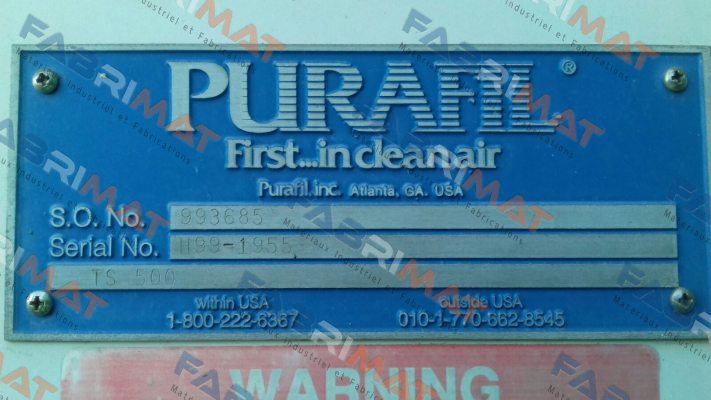 PURAFIL®
First...in clean air
Purafil, inc. Atlanta, GA. USA
S.O. No. 993685
Serial No. H99-1955
TS 500
within USA outside USA
1-800-222-6367 010-1-770-662-8545
WARNING
FABRIMAT
Matériaux Industriel et Fabrications